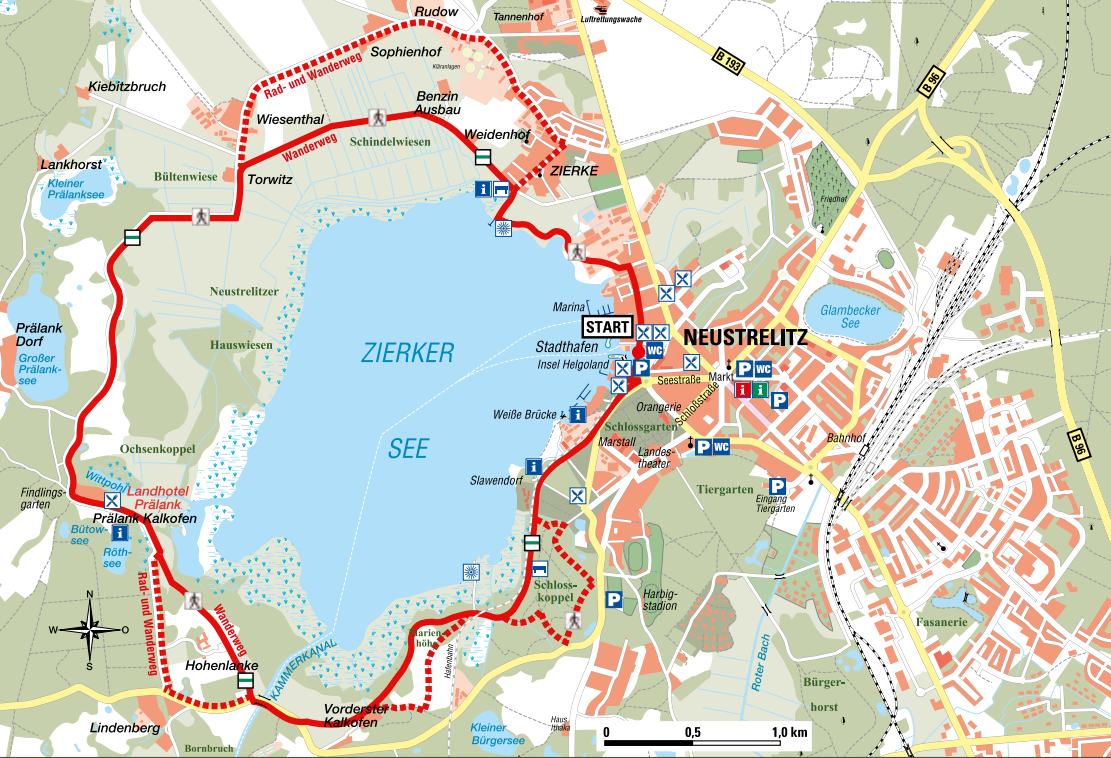 Rudow
Tannenhof
Luftrettungswache
Sophienhof
Kläranlagen
B 193
B 96
Kiebitzbruch
Rad- und Wanderweg
Benzin
Ausbau
Wiesenthal
Weidenhof
Wanderweg
Schindelwiesen
Lankhorst
Kleiner
Prälanksee
Bültenwiese
Torwitz
ZIERKE
i
Friedhof
Neustrelitzer
Hauswiesen
Marina
START
Stadthafen
Insel Helgoland
WC
P
NEUSTRELITZ
Glambecker
See
Prälank
Dorf
Großer
Prälank-
see
ZIERKER
SEE
Seestraße
Markt
P WC
i i
P
Schloßstraße
Orangerie
Weiße Brücke
i
Schlossgarten
Marstall
Landes-
theater
P WC
Bahnhof
B 96
Ochsenkoppel
Wittpohl
Findlings-
garten
Landhotel
Prälank
Prälank Kalkofen
Bütow-
see
i
Röth-
see
Slawendorf
i
Tiergarten
P
Eingang
Tiergarten
Rad- und Wanderweg
Wanderweg
Schloss-
koppel
P
Harbig-
stadion
N
W
O
S
Fasanerie
Hohenlanke
KAMMERKANAL
Hafenbahn
Roter Bach
Bürger-
horst
Lindenberg
Vorderster
Kalkofen
Bornbruch
Kleiner
Bürgersee
Haus
Ithaka
0
0,5
1,0 km